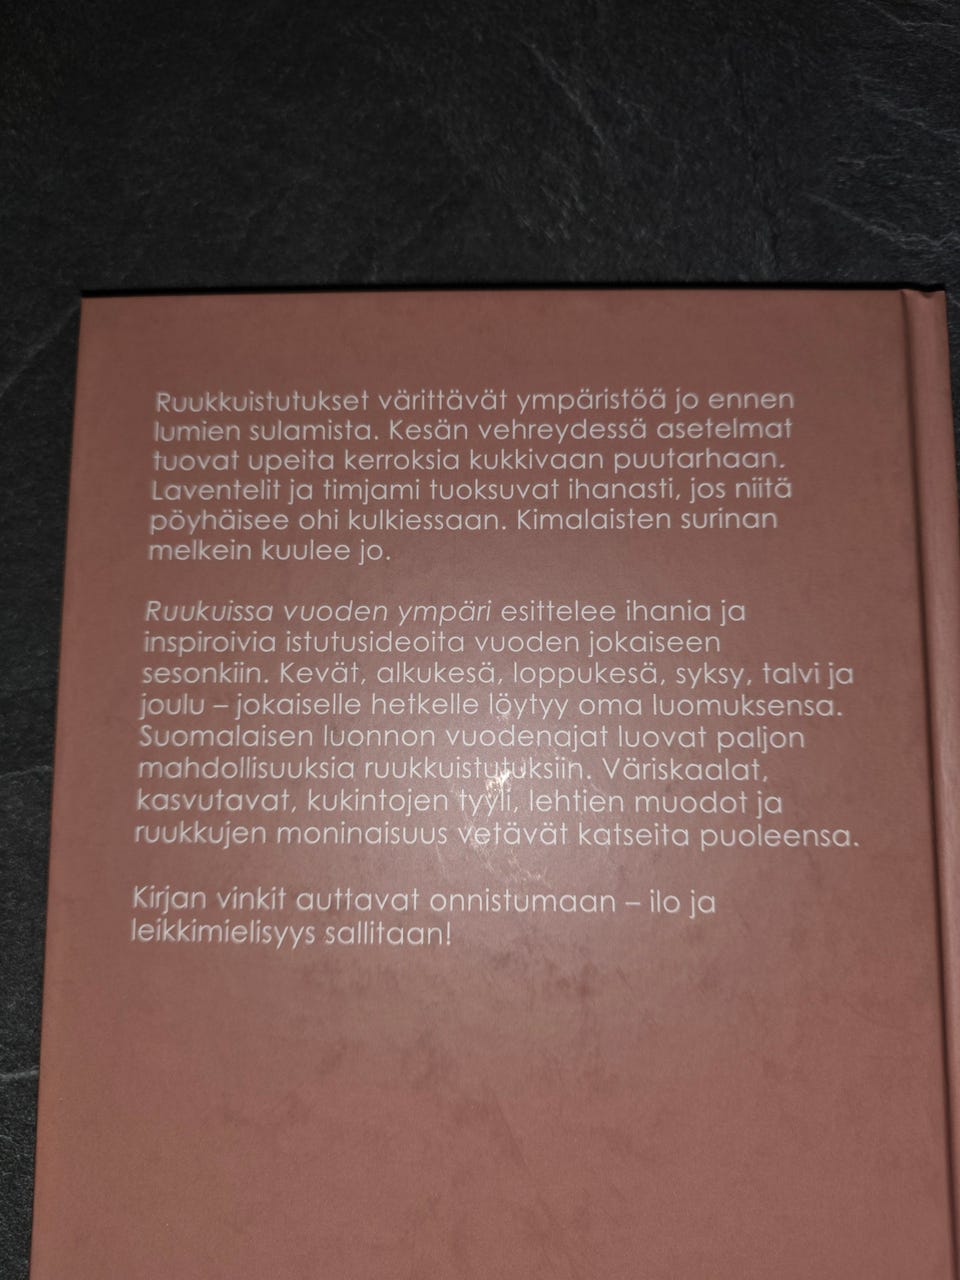 Ruukkuistutukset värittävät ympäristöä jo ennen
lumien sulamista. Kesän vehreydessä asetelmat
tuovat upeita kerroksia kukkivaan puutarhaan.
Laventelit ja timjami tuoksuvat ihanasti, jos niitä
pöyhäisee ohi kulkiessaan. Kimalaisten surinan
melkein kuulee jo.
Ruukuissa vuoden ympäri esittelee ihania ja
inspiroivia istutusideoita vuoden jokaiseen
sesonkiin. Kevät, alkukesä, loppukesä, syksy, talvi ja
joulu – jokaiselle hetkelle löytyy oma luomuksensa.
Suomalaisen luonnon vuodenajat luovat paljon
mahdollisuuksia ruukkuistutuksiin. Väriskaalat,
kasvutavat, kukintojen tyyli, lehtien muodot ja
ruukkujen moninaisuus vetävät katseita puoleensa.
Kirjan vinkit auttavat onnistumaan – ilo ja
leikkimielisyys sallitaan!